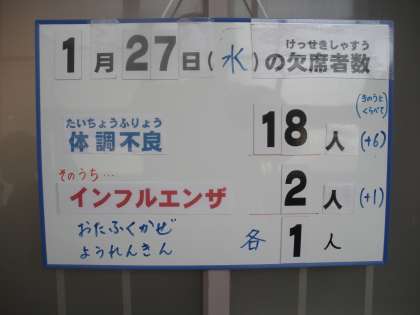 けっせきしゃすう
1月27日(水)の欠席者数
(きのうと
くらべて)
たいちょうふりょう
体調不良 18人 (+6)
そのうち…
インフルエンザ 2人 (+1)
おたふくかぜ
ようれんきん 各1人